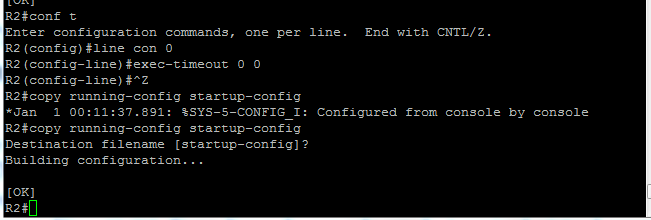 [OK]
R2#conf t
Enter configuration commands, one per line.  End with CNTL/Z.
R2(config)#line con 0
R2(config-line)#exec-timeout 0 0
R2(config-line)#^Z
R2#copy running-config startup-config
*Jan  1 00:11:37.891: %SYS-5-CONFIG_I: Configured from console by console
R2#copy running-config startup-config
Destination filename [startup-config]?
Building configuration...
[OK]
R2#